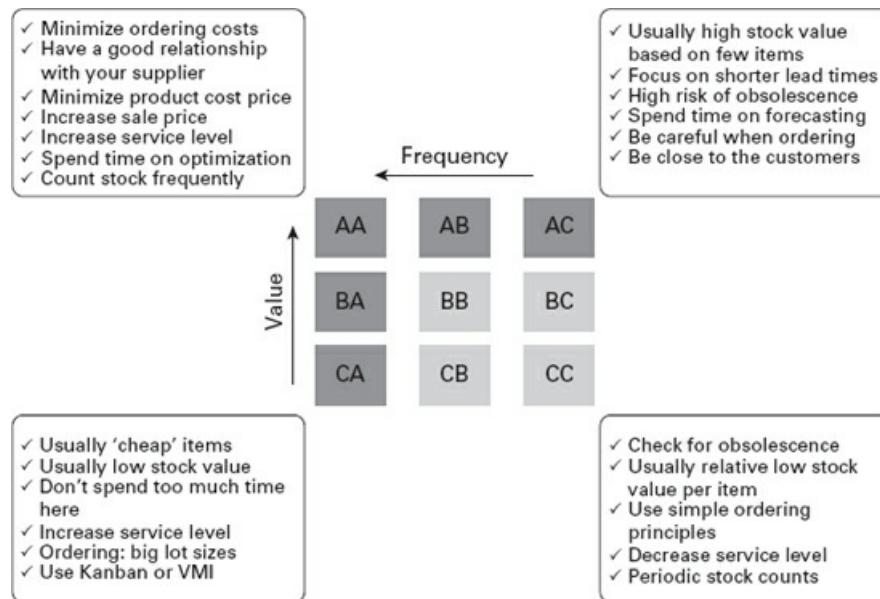 ✓ Minimize ordering costs
✓ Have a good relationship
with your supplier
✓ Minimize product cost price
✓ Increase sale price
✓ Increase service level
✓ Spend time on optimization
✓ Count stock frequently
✓ Usually high stock value
based on few items
✓ Focus on shorter lead times
✓ High risk of obsolescence
✓ Spend time on forecasting
✓ Be careful when ordering
✓ Be close to the customers
Frequency
Value
AA AB AC
BA BB BC
CA CB CC
✓ Usually ‘cheap’ items
✓ Usually low stock value
✓ Don’t spend too much time
here
✓ Increase service level
✓ Ordering: big lot sizes
✓ Use Kanban or VMI
✓ Check for obsolescence
✓ Usually relative low stock
value per item
✓ Use simple ordering
principles
✓ Decrease service level
✓ Periodic stock counts